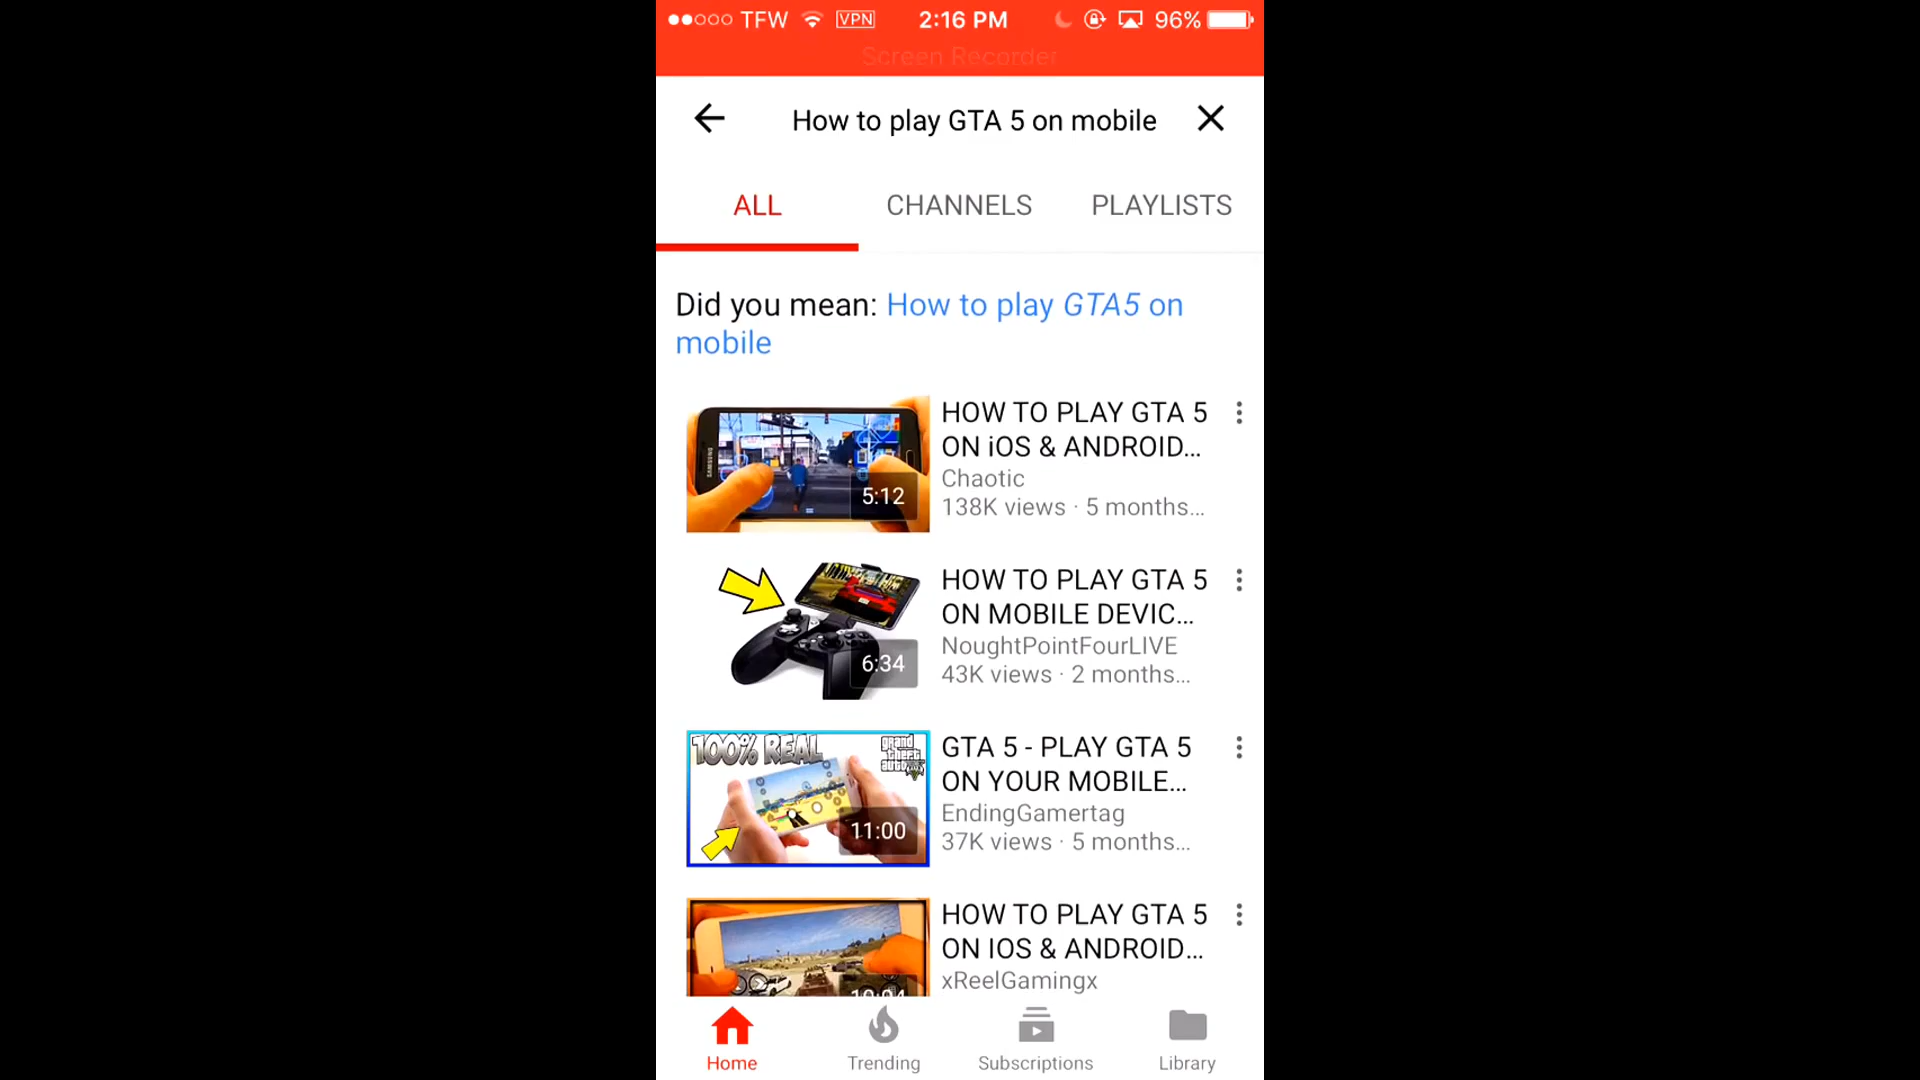 TFW VPN 2:16 PM 96%
Screen Recorder
How to play GTA 5 on mobile
ALL CHANNELS PLAYLISTS
Did you mean: How to play GTA5 on
mobile
SAMSUNG
5:12
HOW TO PLAY GTA 5
ON iOS & ANDROID...
Chaotic
138K views · 5 months...
6:34
HOW TO PLAY GTA 5
ON MOBILE DEVIC...
NoughtPointFourLIVE
43K views · 2 months...
100% REAL
grand
theft
auto
11:00
GTA 5 - PLAY GTA 5
ON YOUR MOBILE...
EndingGamertag
37K views · 5 months...
HOW TO PLAY GTA 5
ON IOS & ANDROID...
xReelGamingx
Home Trending Subscriptions Library